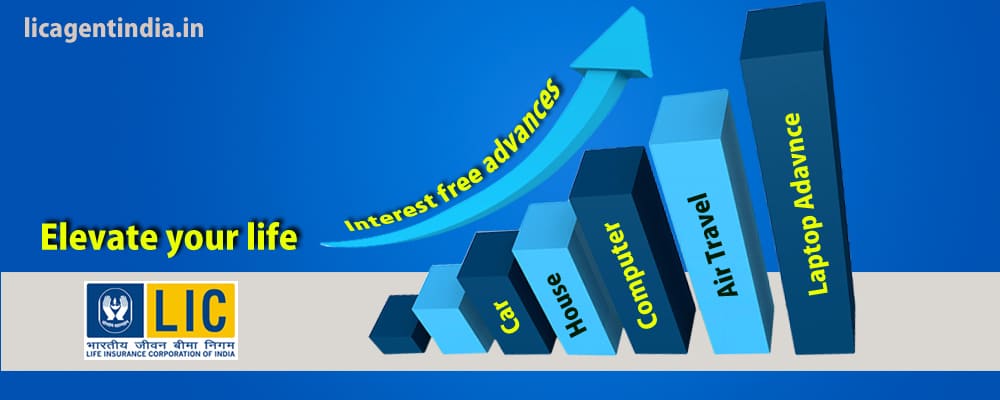 licagentindia.in
Interest free advances
Elevate your life
Car
House
Computer
Air Travel
Laptop Adavnce
LIC
भारतीय जीवन बीमा निगम
LIFE INSURANCE CORPORATION OF INDIA